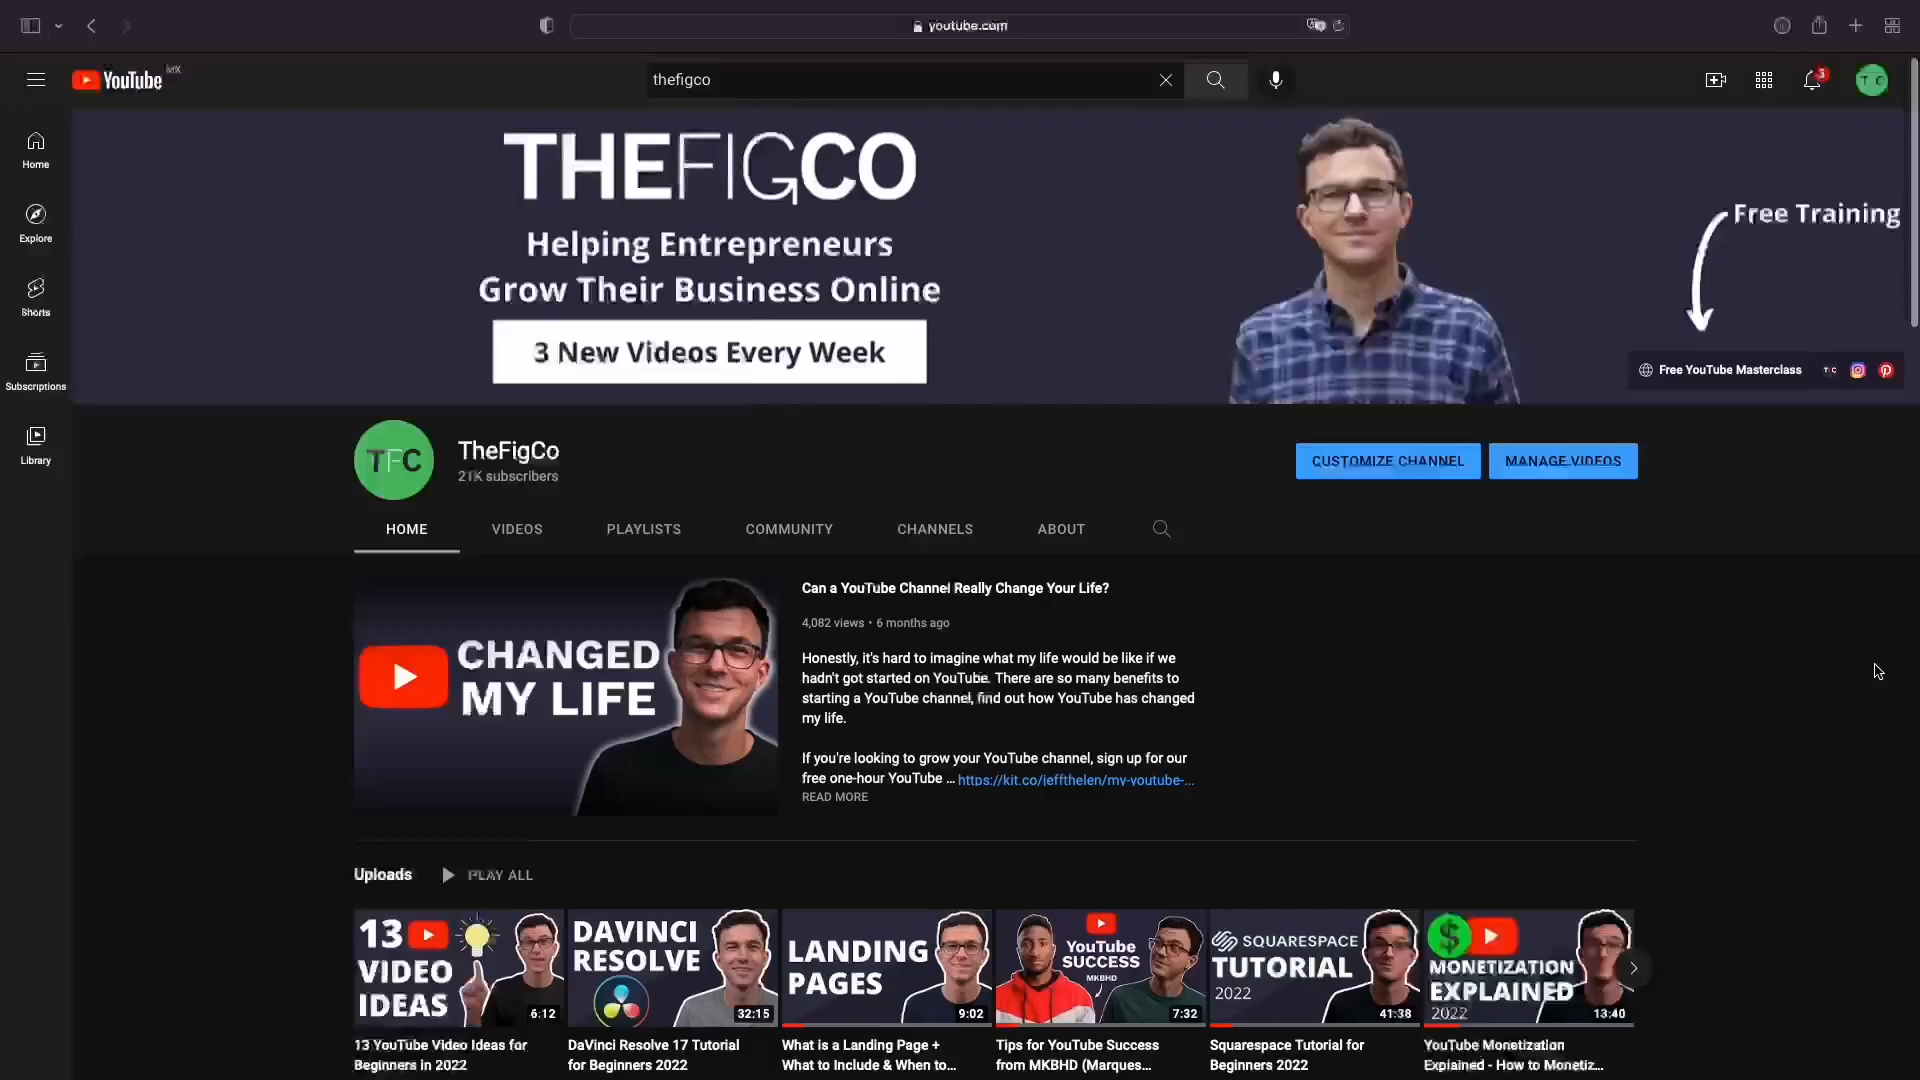 youtube.com
YouTube MX
thefigco
3
T C
Home
Explore
Shorts
Subscriptions
Library
THEFIGCO
Helping Entrepreneurs
Grow Their Business Online
3 New Videos Every Week
Free Training
Free YouTube Masterclass
TFC
TheFigCo
21K subscribers
CUSTOMIZE CHANNEL
MANAGE VIDEOS
HOME
VIDEOS
PLAYLISTS
COMMUNITY
CHANNELS
ABOUT
CHANGED
MY LIFE
Can a YouTube Channel Really Change Your Life?
4,082 views • 6 months ago
Honestly, it's hard to imagine what my life would be like if we
hadn't got started on YouTube. There are so many benefits to
starting a YouTube channel, find out how YouTube has changed
my life.
If you're looking to grow your YouTube channel, sign up for our
free one-hour YouTube ... https://kit.co/jeffthelen/my-youtube-...
READ MORE
Uploads
PLAY ALL
13
VIDEO
IDEAS
6:12
13 YouTube Video Ideas for
Beginners in 2022
DAVINCI
RESOLVE
32:15
DaVinci Resolve 17 Tutorial
for Beginners 2022
LANDING
PAGES
9:02
What is a Landing Page +
What to Include & When to...
YouTube
SUCCESS
MKBHD
7:32
Tips for YouTube Success
from MKBHD (Marques...
SQUARESPACE
TUTORIAL
2022
41:38
Squarespace Tutorial for
Beginners 2022
$
MONETIZATION
EXPLAINED
2022
13:40
YouTube Monetization
Explained - How to Monetiz...